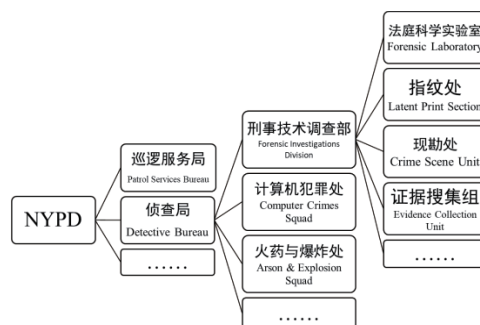 NYPD
巡逻服务局
Patrol Services Bureau
侦查局
Detective Bureau
……
刑事技术调查部
Forensic Investigations
Division
计算机犯罪处
Computer Crimes
Squad
火药与爆炸处
Arson & Explosion
Squad
……
法庭科学实验室
Forensic Laboratory
指纹处
Latent Print Section
现勘处
Crime Scene Unit
证据搜集组
Evidence Collection
Unit
……